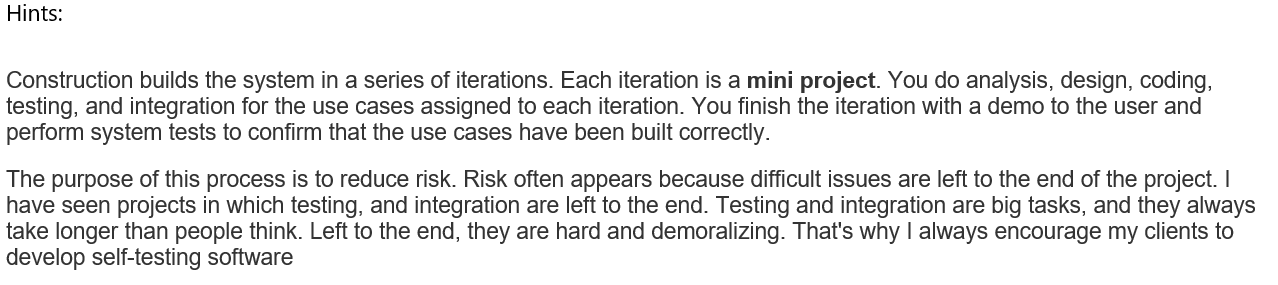 Hints:
Construction builds the system in a series of iterations. Each iteration is a mini project. You do analysis, design, coding,
testing, and integration for the use cases assigned to each iteration. You finish the iteration with a demo to the user and
perform system tests to confirm that the use cases have been built correctly.
The purpose of this process is to reduce risk. Risk often appears because difficult issues are left to the end of the project. I
have seen projects in which testing, and integration are left to the end. Testing and integration are big tasks, and they always
take longer than people think. Left to the end, they are hard and demoralizing. That's why I always encourage my clients to
develop self-testing software